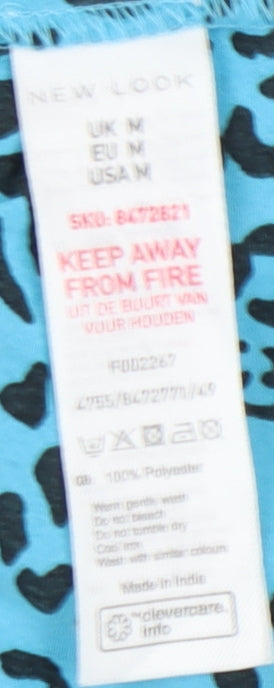 NEW LOOK
UK M
EU M
USA M
SKU: 8472821
KEEP AWAY
FROM FIRE
UIT DE BUURT VAN
VUUR HOUDEN
F002267
4755/8472771/49
GB 100% Polyester
Warm gentle wash
Do not bleach
Do not tumble dry
Cool iron
Wash with similar colours
Made in India
clevercare.
info